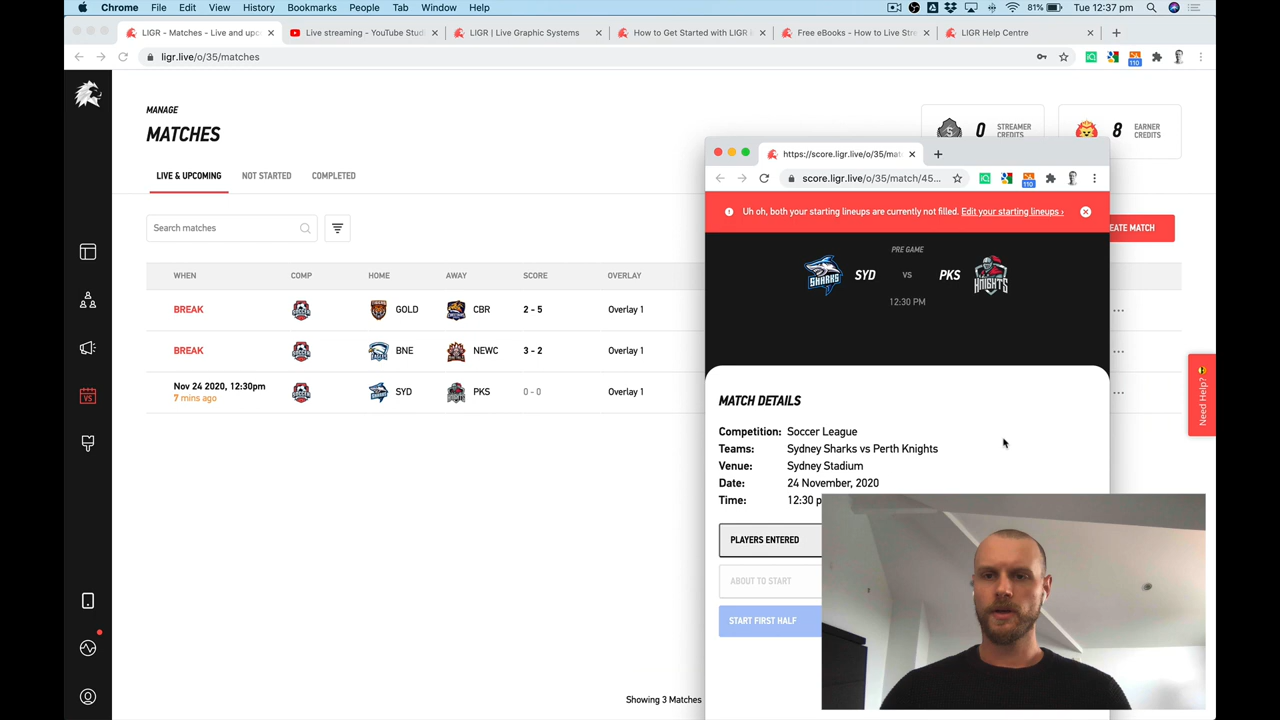 Chrome File Edit View History Bookmarks People Tab Window Help 81% Tue 12:37 pm
LIGR - Matches - Live and upco
Live streaming - YouTube Stud
LIGR | Live Graphic Systems
How to Get Started with LIGR
Free eBooks - How to Live Stre
LIGR Help Centre
ligr.live/o/35/matches
110
MANAGE
MATCHES
0 STREAMER CREDITS
8 EARNER CREDITS
LIVE & UPCOMING NOT STARTED COMPLETED
Search matches
EATE MATCH
WHEN COMP HOME AWAY SCORE OVERLAY
BREAK GOLD CBR 2 - 5 Overlay 1
BREAK BNE NEWC 3 - 2 Overlay 1
Nov 24 2020, 12:30pm SYD PKS 0 - 0 Overlay 1
7 mins ago
VS
Showing 3 Matches
Need Help?
https://score.ligr.live/o/35/mat
score.ligr.live/o/35/match/45...
110
Uh oh, both your starting lineups are currently not filled. Edit your starting lineups ›
PRE GAME
SHARKS SYD VS PKS KNIGHTS
12:30 PM
MATCH DETAILS
Competition: Soccer League
Teams: Sydney Sharks vs Perth Knights
Venue: Sydney Stadium
Date: 24 November, 2020
Time: 12:30 p
PLAYERS ENTERED
ABOUT TO START
START FIRST HALF